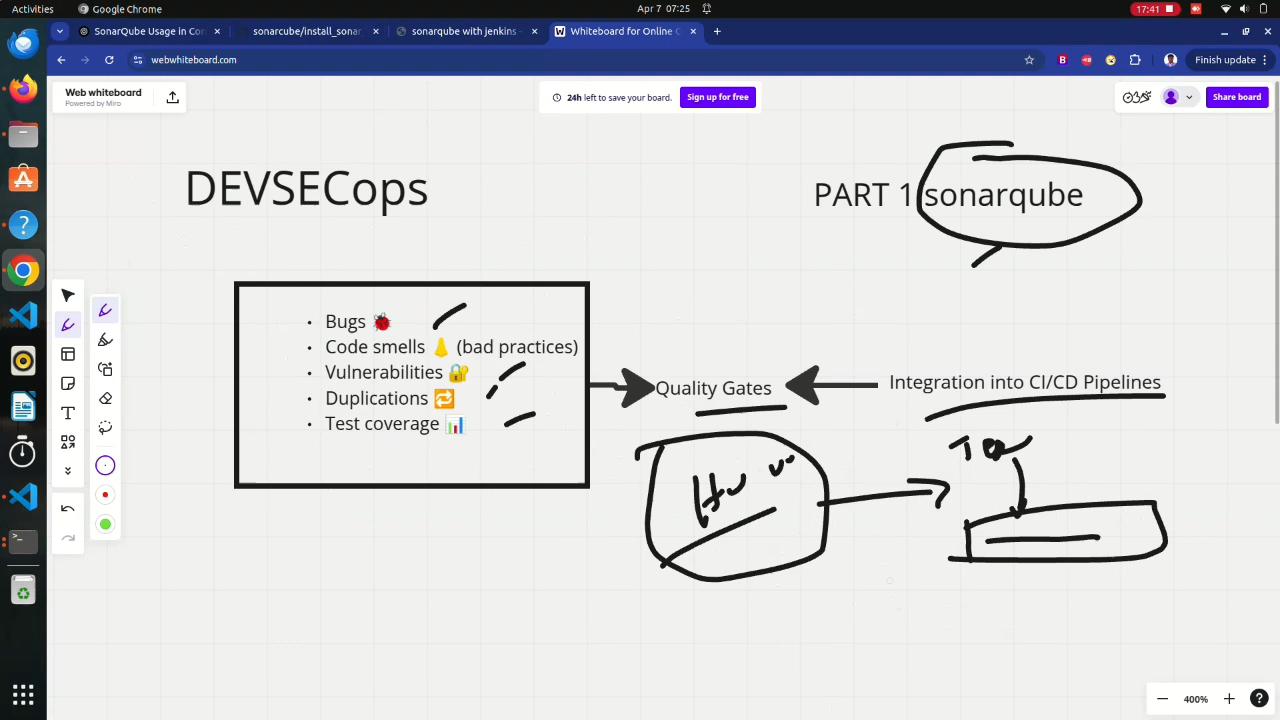 Activities
Google Chrome
Apr 7 07:25
17:41
SonarQube Usage in Cor
sonarcube/install_sonar
sonarqube with jenkins -
Whiteboard for Online C
webwhiteboard.com
Finish update
Web whiteboard
Powered by Miro
24h left to save your board.
Sign up for free
Share board
DEVSECops
PART 1 sonarqube
• Bugs 🐞
• Code smells 👃 (bad practices)
• Vulnerabilities 🔐
• Duplications 🔁
• Test coverage 📊
Quality Gates
Integration into CI/CD Pipelines
400%